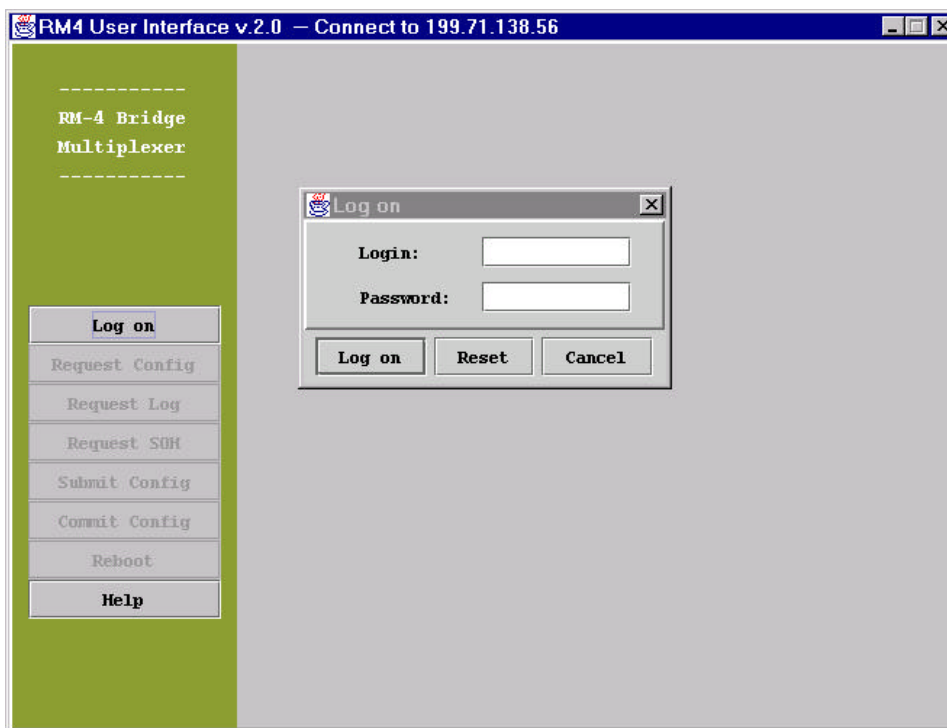 RM4 User Interface v.2.0 — Connect to 199.71.138.56
-----------
RM-4 Bridge
Multiplexer
-----------
Log on
Login:
Password:
Log on Reset Cancel
Log on
Request Config
Request Log
Request SOH
Submit Config
Commit Config
Reboot
Help